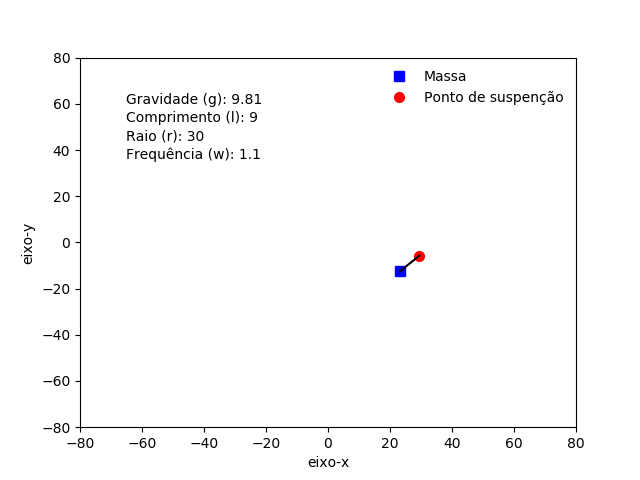 Massa
Ponto de suspenção
Gravidade (g): 9.81
Comprimento (l): 9
Raio (r): 30
Frequência (w): 1.1
eixo-y
80
60
40
20
0
−20
−40
−60
−80
−80 −60 −40 −20 0 20 40 60 80
eixo-x